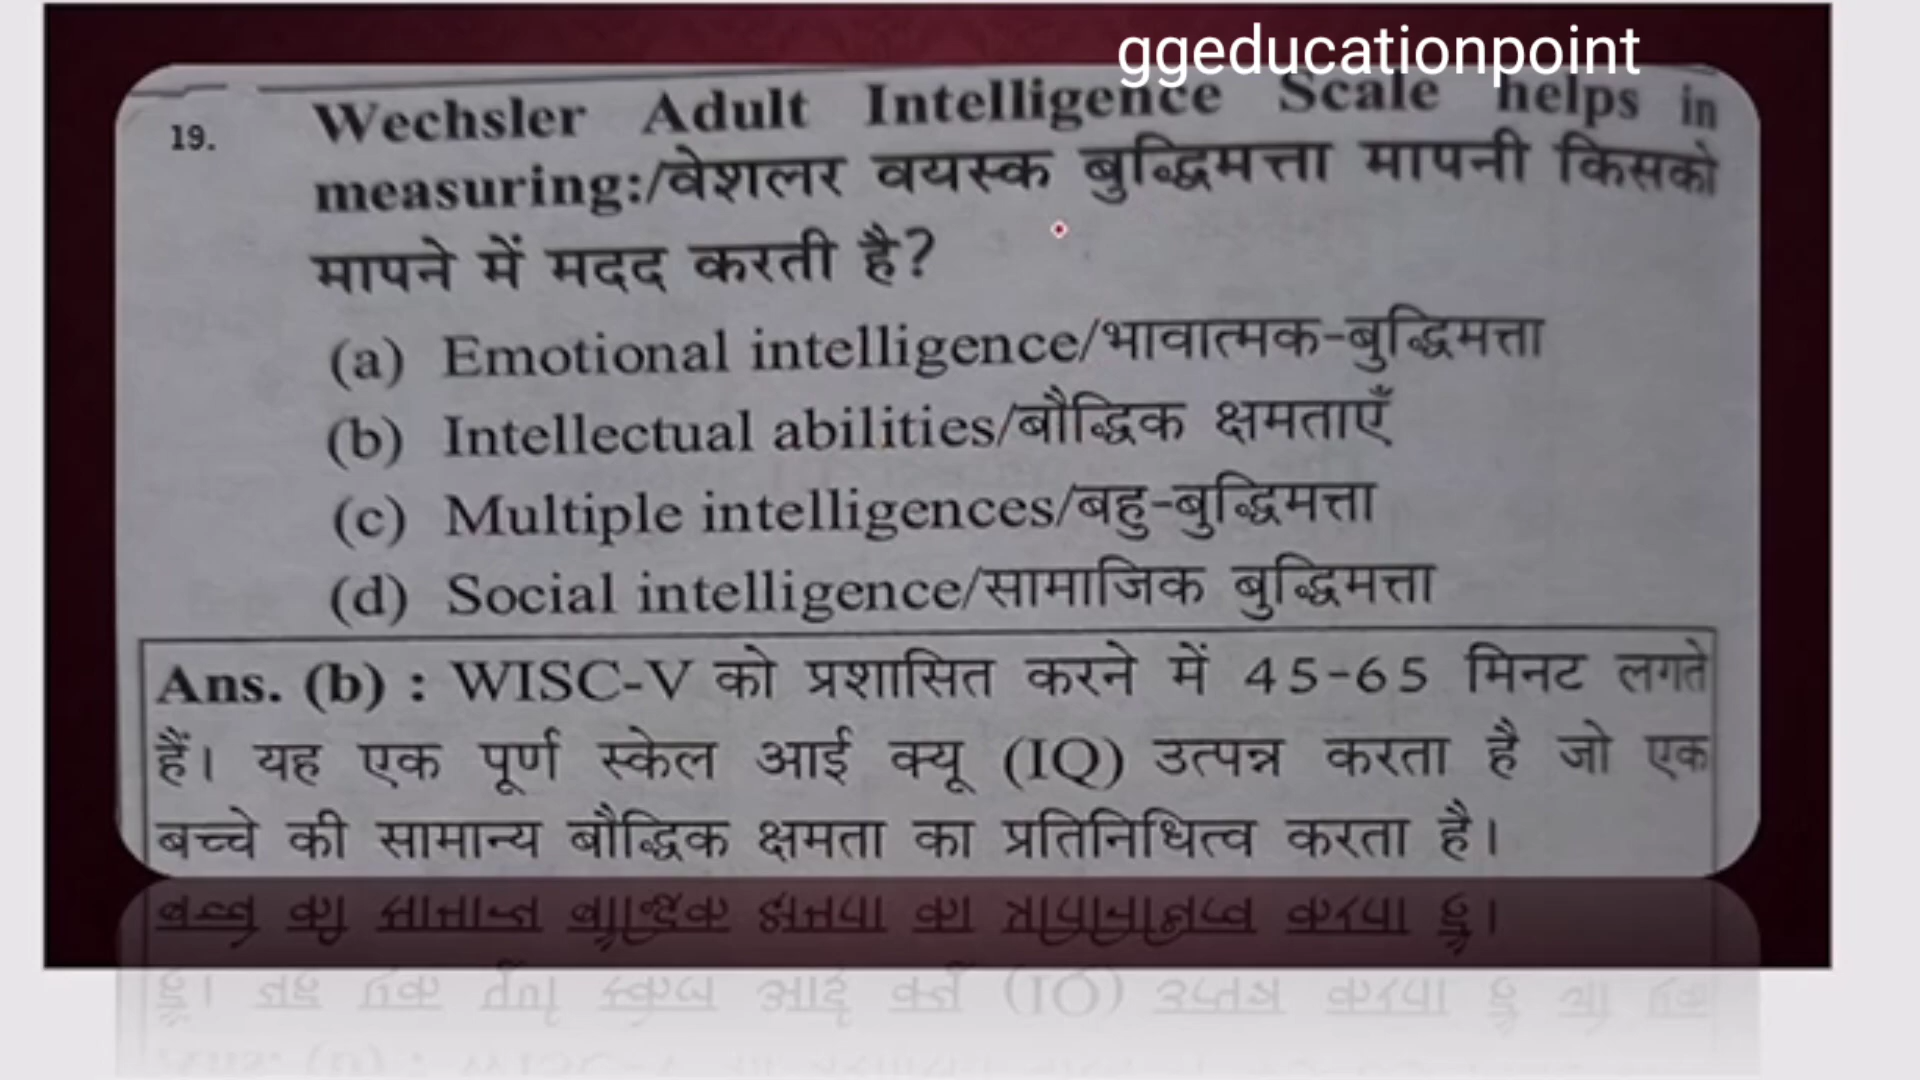 ggeducationpoint
19. Wechsler Adult Intelligence Scale helps in
measuring:/वेशलर वयस्क बुद्धिमत्ता मापनी किसको
मापने में मदद करती है?
(a) Emotional intelligence/भावात्मक-बुद्धिमत्ता
(b) Intellectual abilities/बौद्धिक क्षमताएँ
(c) Multiple intelligences/बहु-बुद्धिमत्ता
(d) Social intelligence/सामाजिक बुद्धिमत्ता
Ans. (b) : WISC-V को प्रशासित करने में 45-65 मिनट लगते
हैं। यह एक पूर्ण स्केल आई क्यू (IQ) उत्पन्न करता है जो एक
बच्चे की सामान्य बौद्धिक क्षमता का प्रतिनिधित्व करता है।